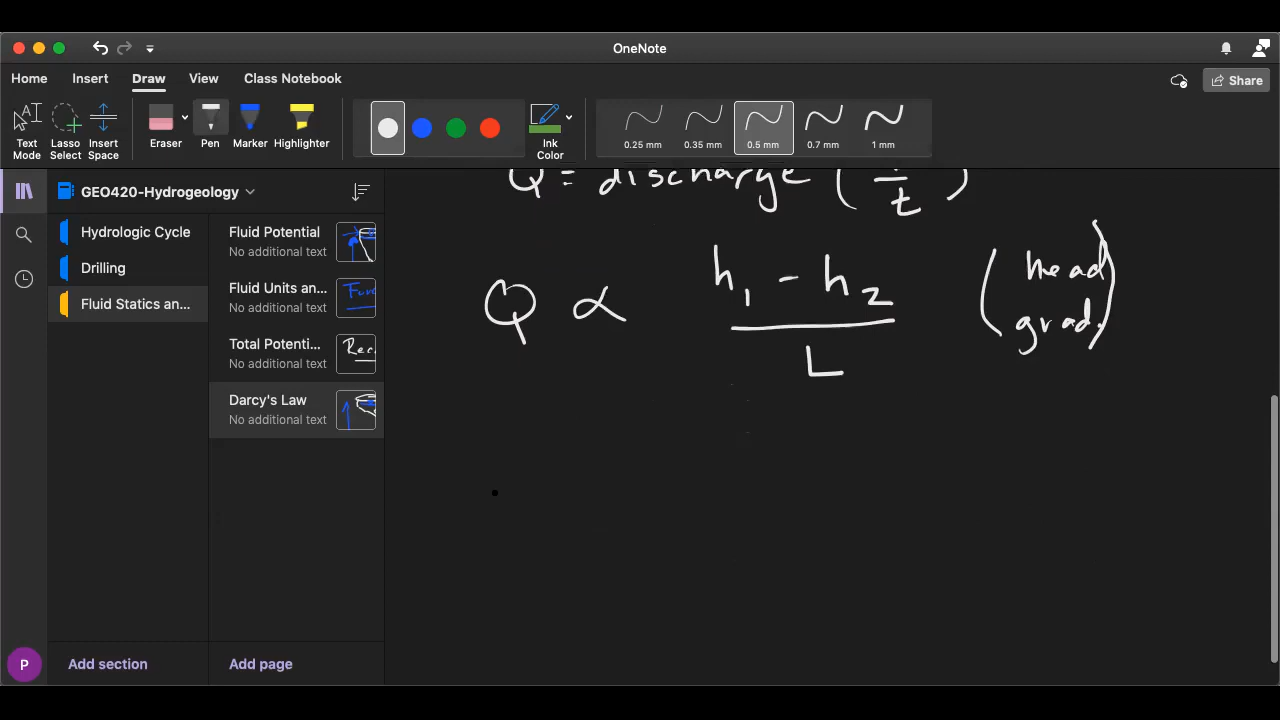 OneNote
Home Insert Draw View Class Notebook
Share
Text Mode
Lasso Select
Insert Space
Eraser
Pen
Marker
Highlighter
Ink Color
0.25 mm
0.35 mm
0.5 mm
0.7 mm
1 mm
GEO420-Hydrogeology
Hydrologic Cycle
Drilling
Fluid Statics an...
Fluid Potential
No additional text
Fluid Units an...
No additional text
Total Potenti...
No additional text
Rec.
Darcy's Law
No additional text
Q = discharge ( / t )
Q ∝ h₁ - h₂ / L (head grad.)
P
Add section
Add page